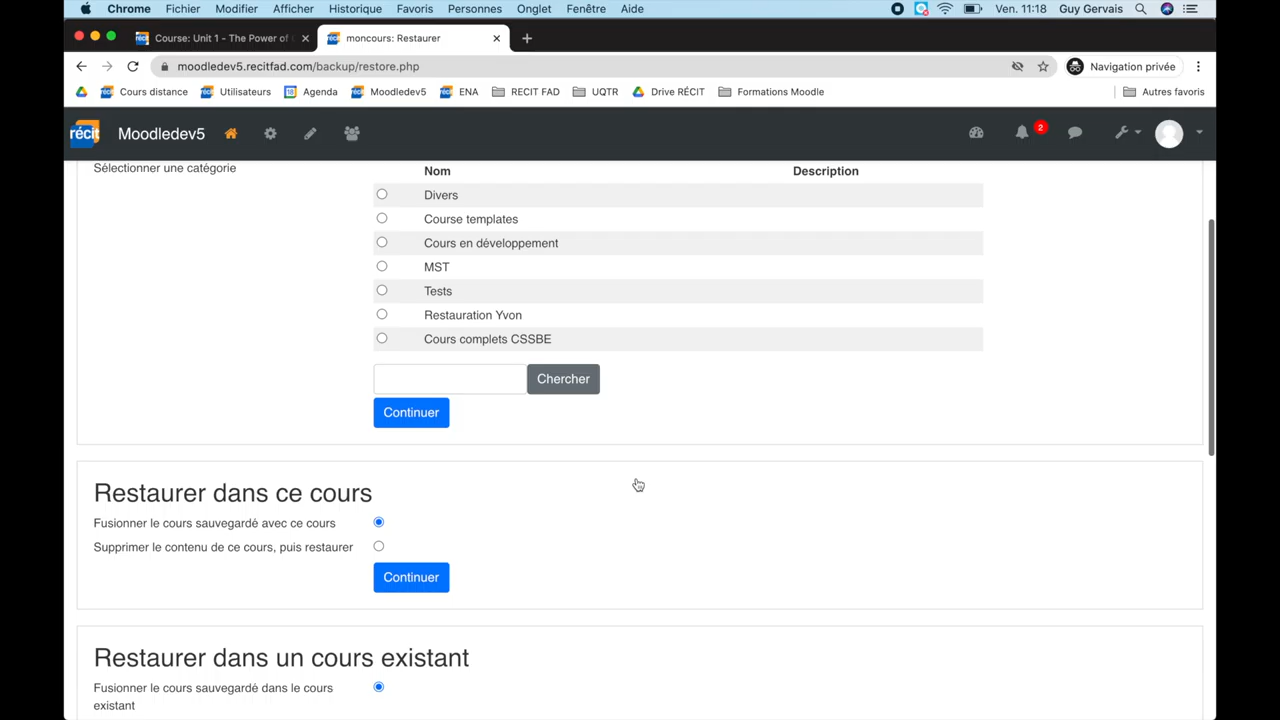 Chrome Fichier Modifier Afficher Historique Favoris Personnes Onglet Fenêtre Aide Ven. 11:18 Guy Gervais
Course: Unit 1 - The Power of moncours: Restaurer
moodledev5.recitfad.com/backup/restore.php Navigation privée
Cours distance Utilisateurs Agenda Moodledev5 ENA RECIT FAD UQTR Drive RÉCIT Formations Moodle Autres favoris
récit Moodledev5 2
Sélectionner une catégorie Nom Description
Divers
Course templates
Cours en développement
MST
Tests
Restauration Yvon
Cours complets CSSBE
Chercher
Continuer
Restaurer dans ce cours
Fusionner le cours sauvegardé avec ce cours
Supprimer le contenu de ce cours, puis restaurer
Continuer
Restaurer dans un cours existant
Fusionner le cours sauvegardé dans le cours
existant